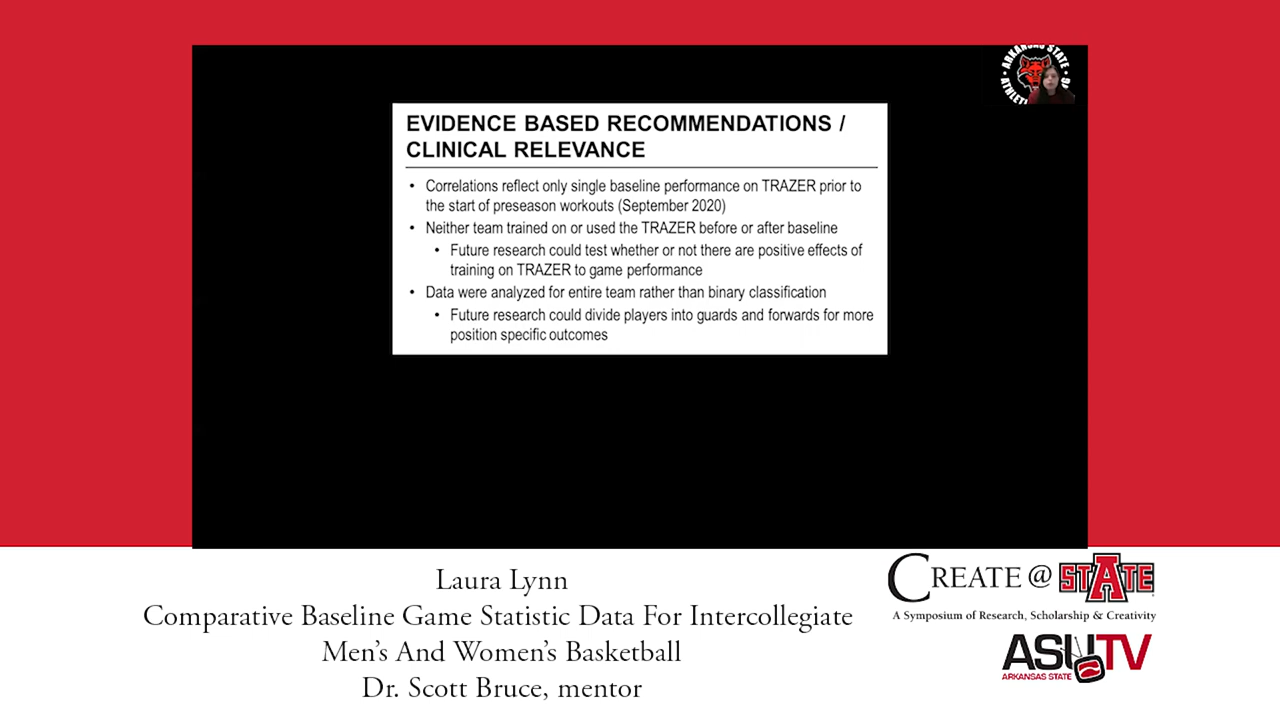 ARKANSAS STATE
ATHLETI
EVIDENCE BASED RECOMMENDATIONS /
CLINICAL RELEVANCE
• Correlations reflect only single baseline performance on TRAZER prior to
the start of preseason workouts (September 2020)
• Neither team trained on or used the TRAZER before or after baseline
• Future research could test whether or not there are positive effects of
training on TRAZER to game performance
• Data were analyzed for entire team rather than binary classification
• Future research could divide players into guards and forwards for more
position specific outcomes
Laura Lynn
Comparative Baseline Game Statistic Data For Intercollegiate
Men's And Women's Basketball
Dr. Scott Bruce, mentor
CREATE @ STATE
A Symposium of Research, Scholarship & Creativity
ASUTV
ARKANSAS STATE